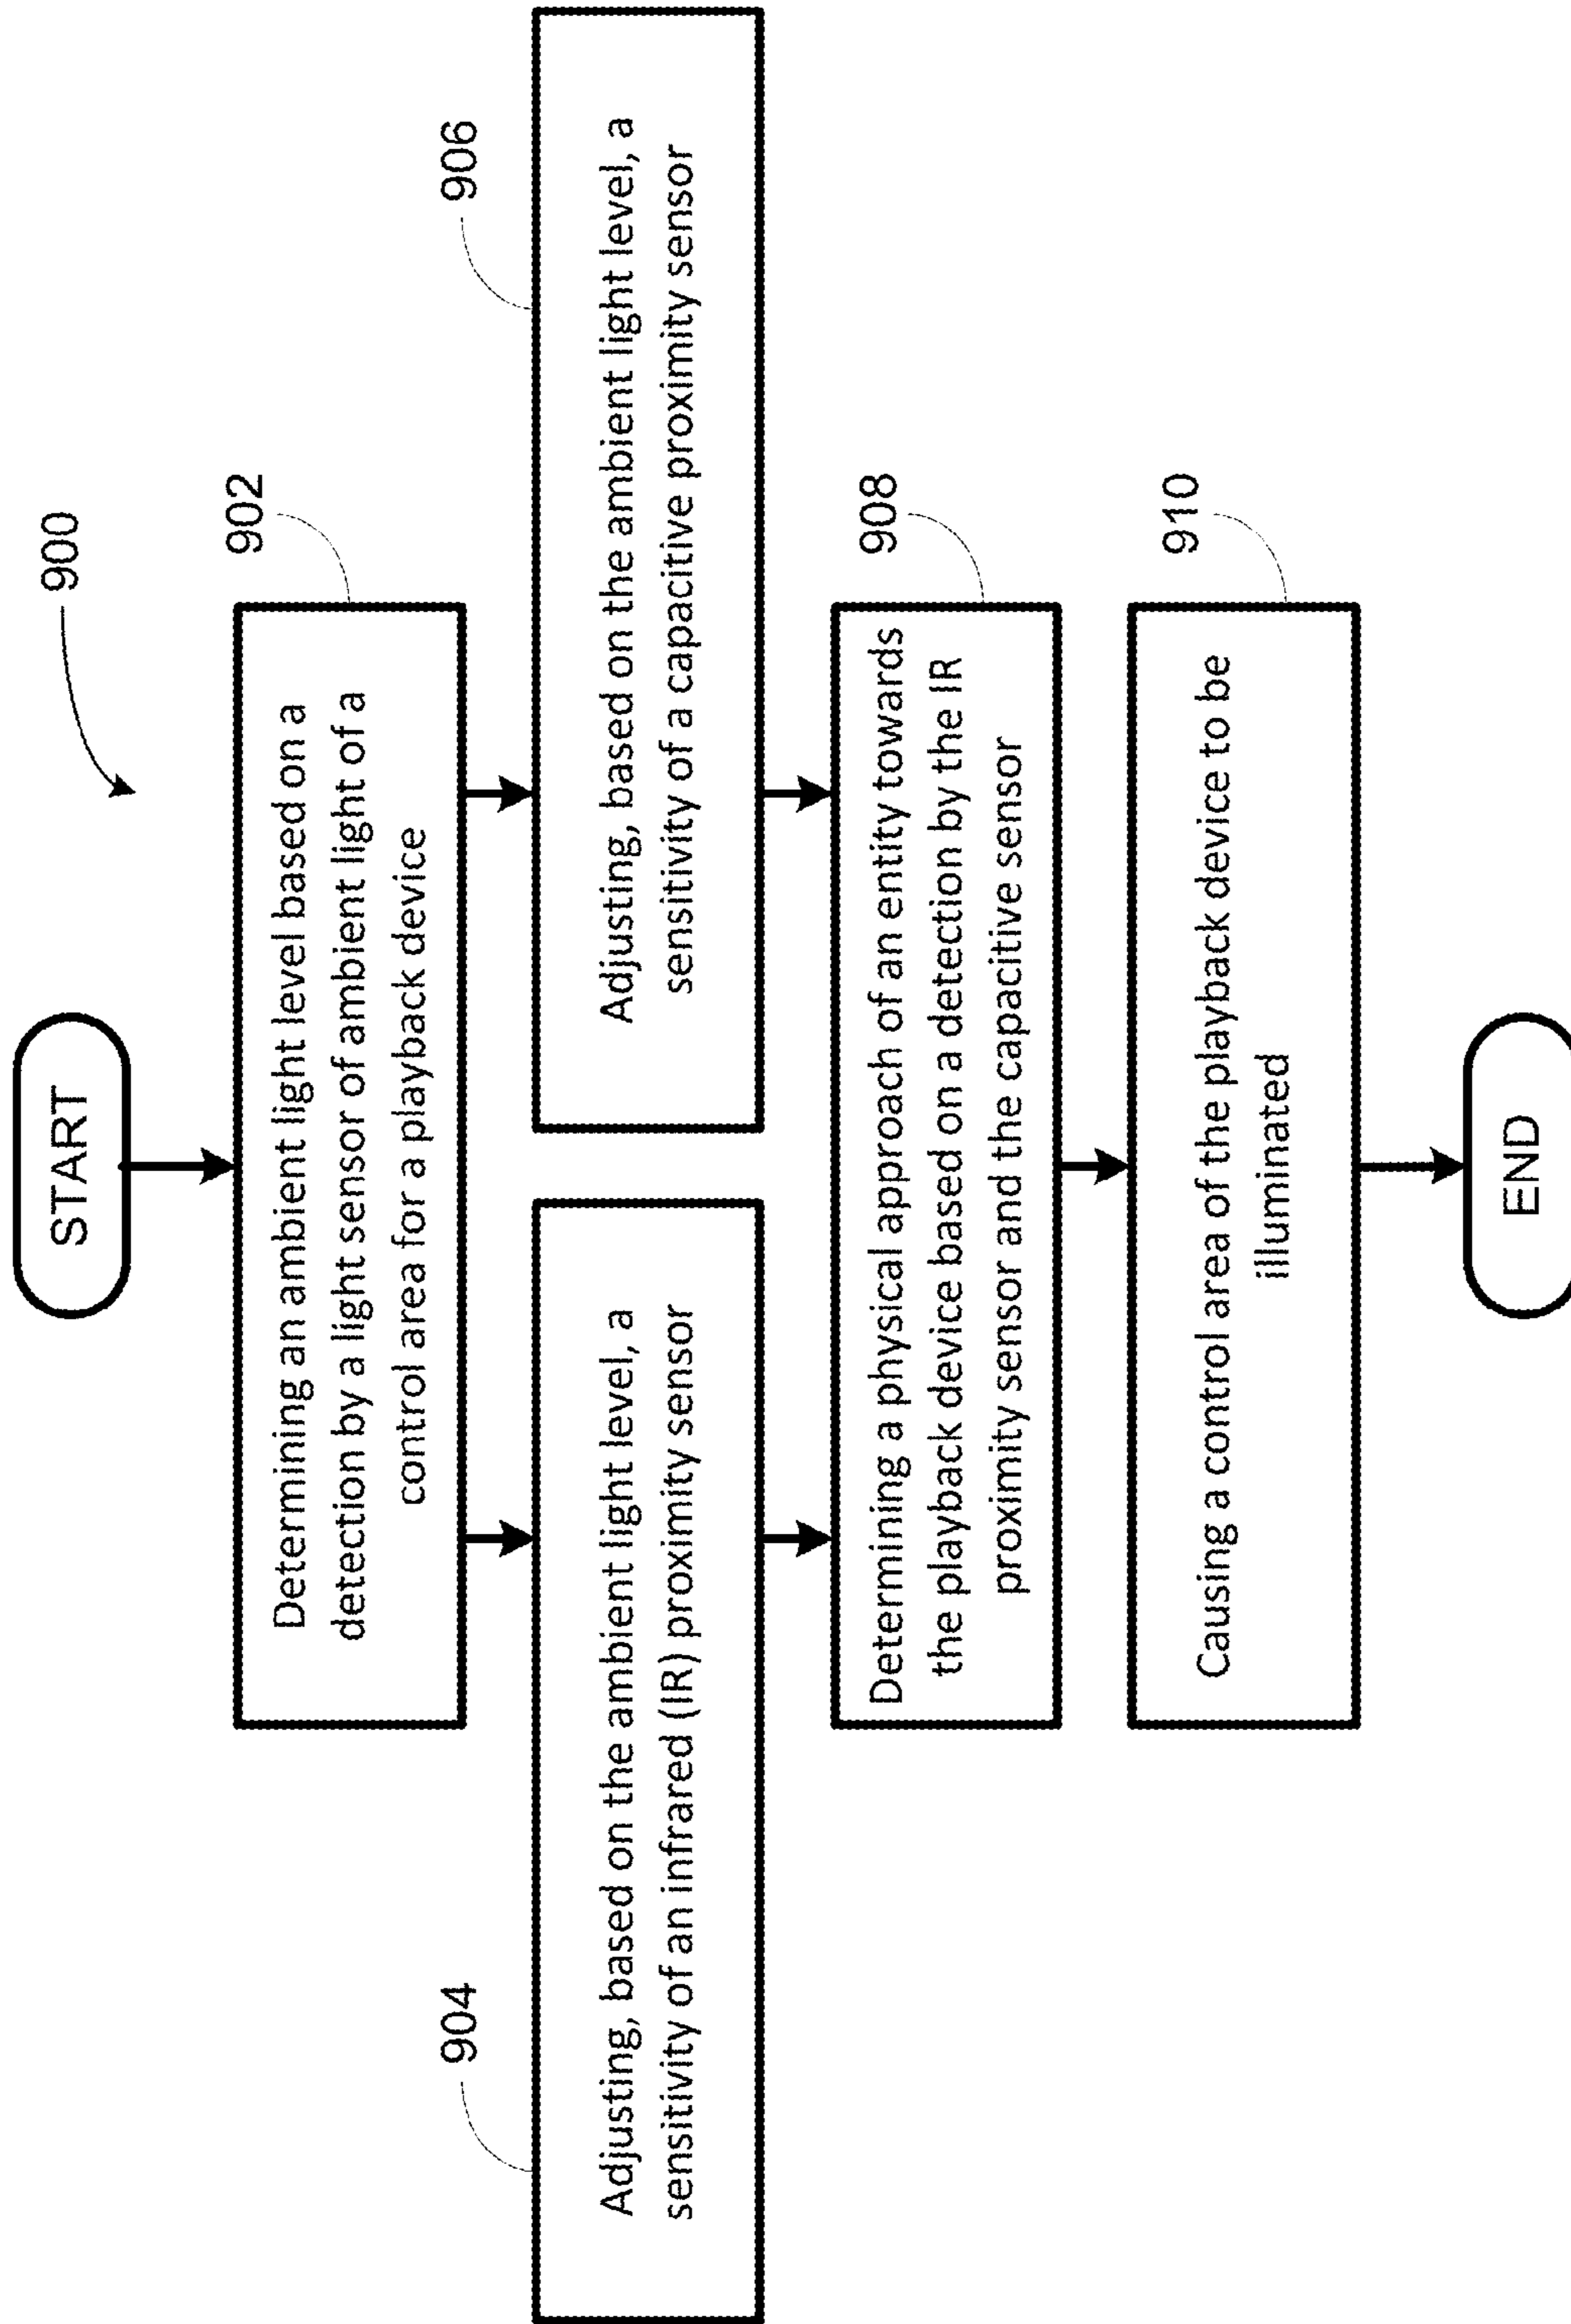 900
START
902
Determining an ambient light level based on a
detection by a light sensor of ambient light of a
control area for a playback device
904
Adjusting, based on the ambient light level, a
sensitivity of an infrared (IR) proximity sensor
906
Adjusting, based on the ambient light level, a
sensitivity of a capacitive proximity sensor
908
Determining a physical approach of an entity towards
the playback device based on a detection by the IR
proximity sensor and the capacitive sensor
910
Causing a control area of the playback device to be
illuminated
END